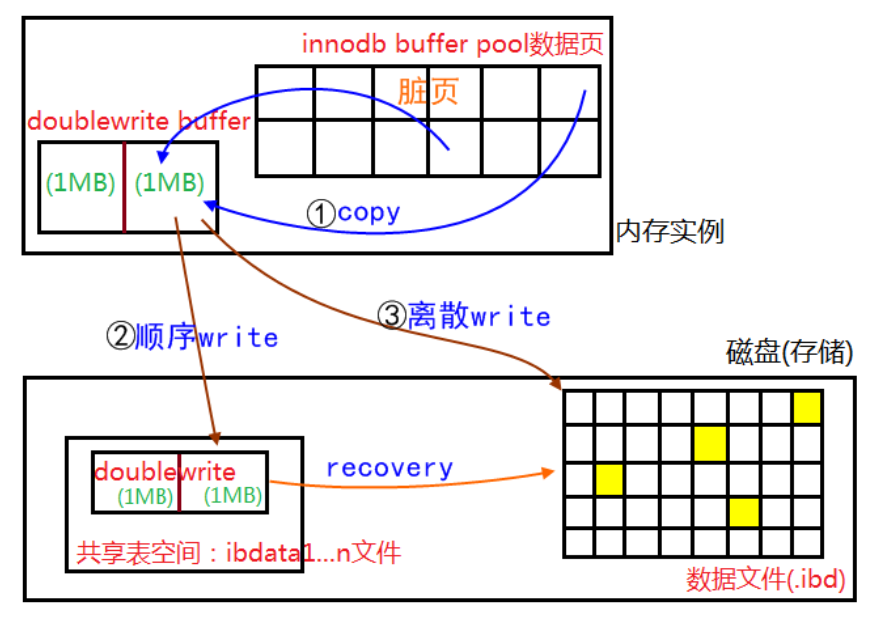 innodb buffer pool数据页
脏页
doublewrite buffer
(1MB) (1MB)
①copy
内存实例
③离散write
②顺序write
磁盘(存储)
doublewrite
(1MB) (1MB)
recovery
共享表空间：ibdata1...n文件
数据文件(.ibd)